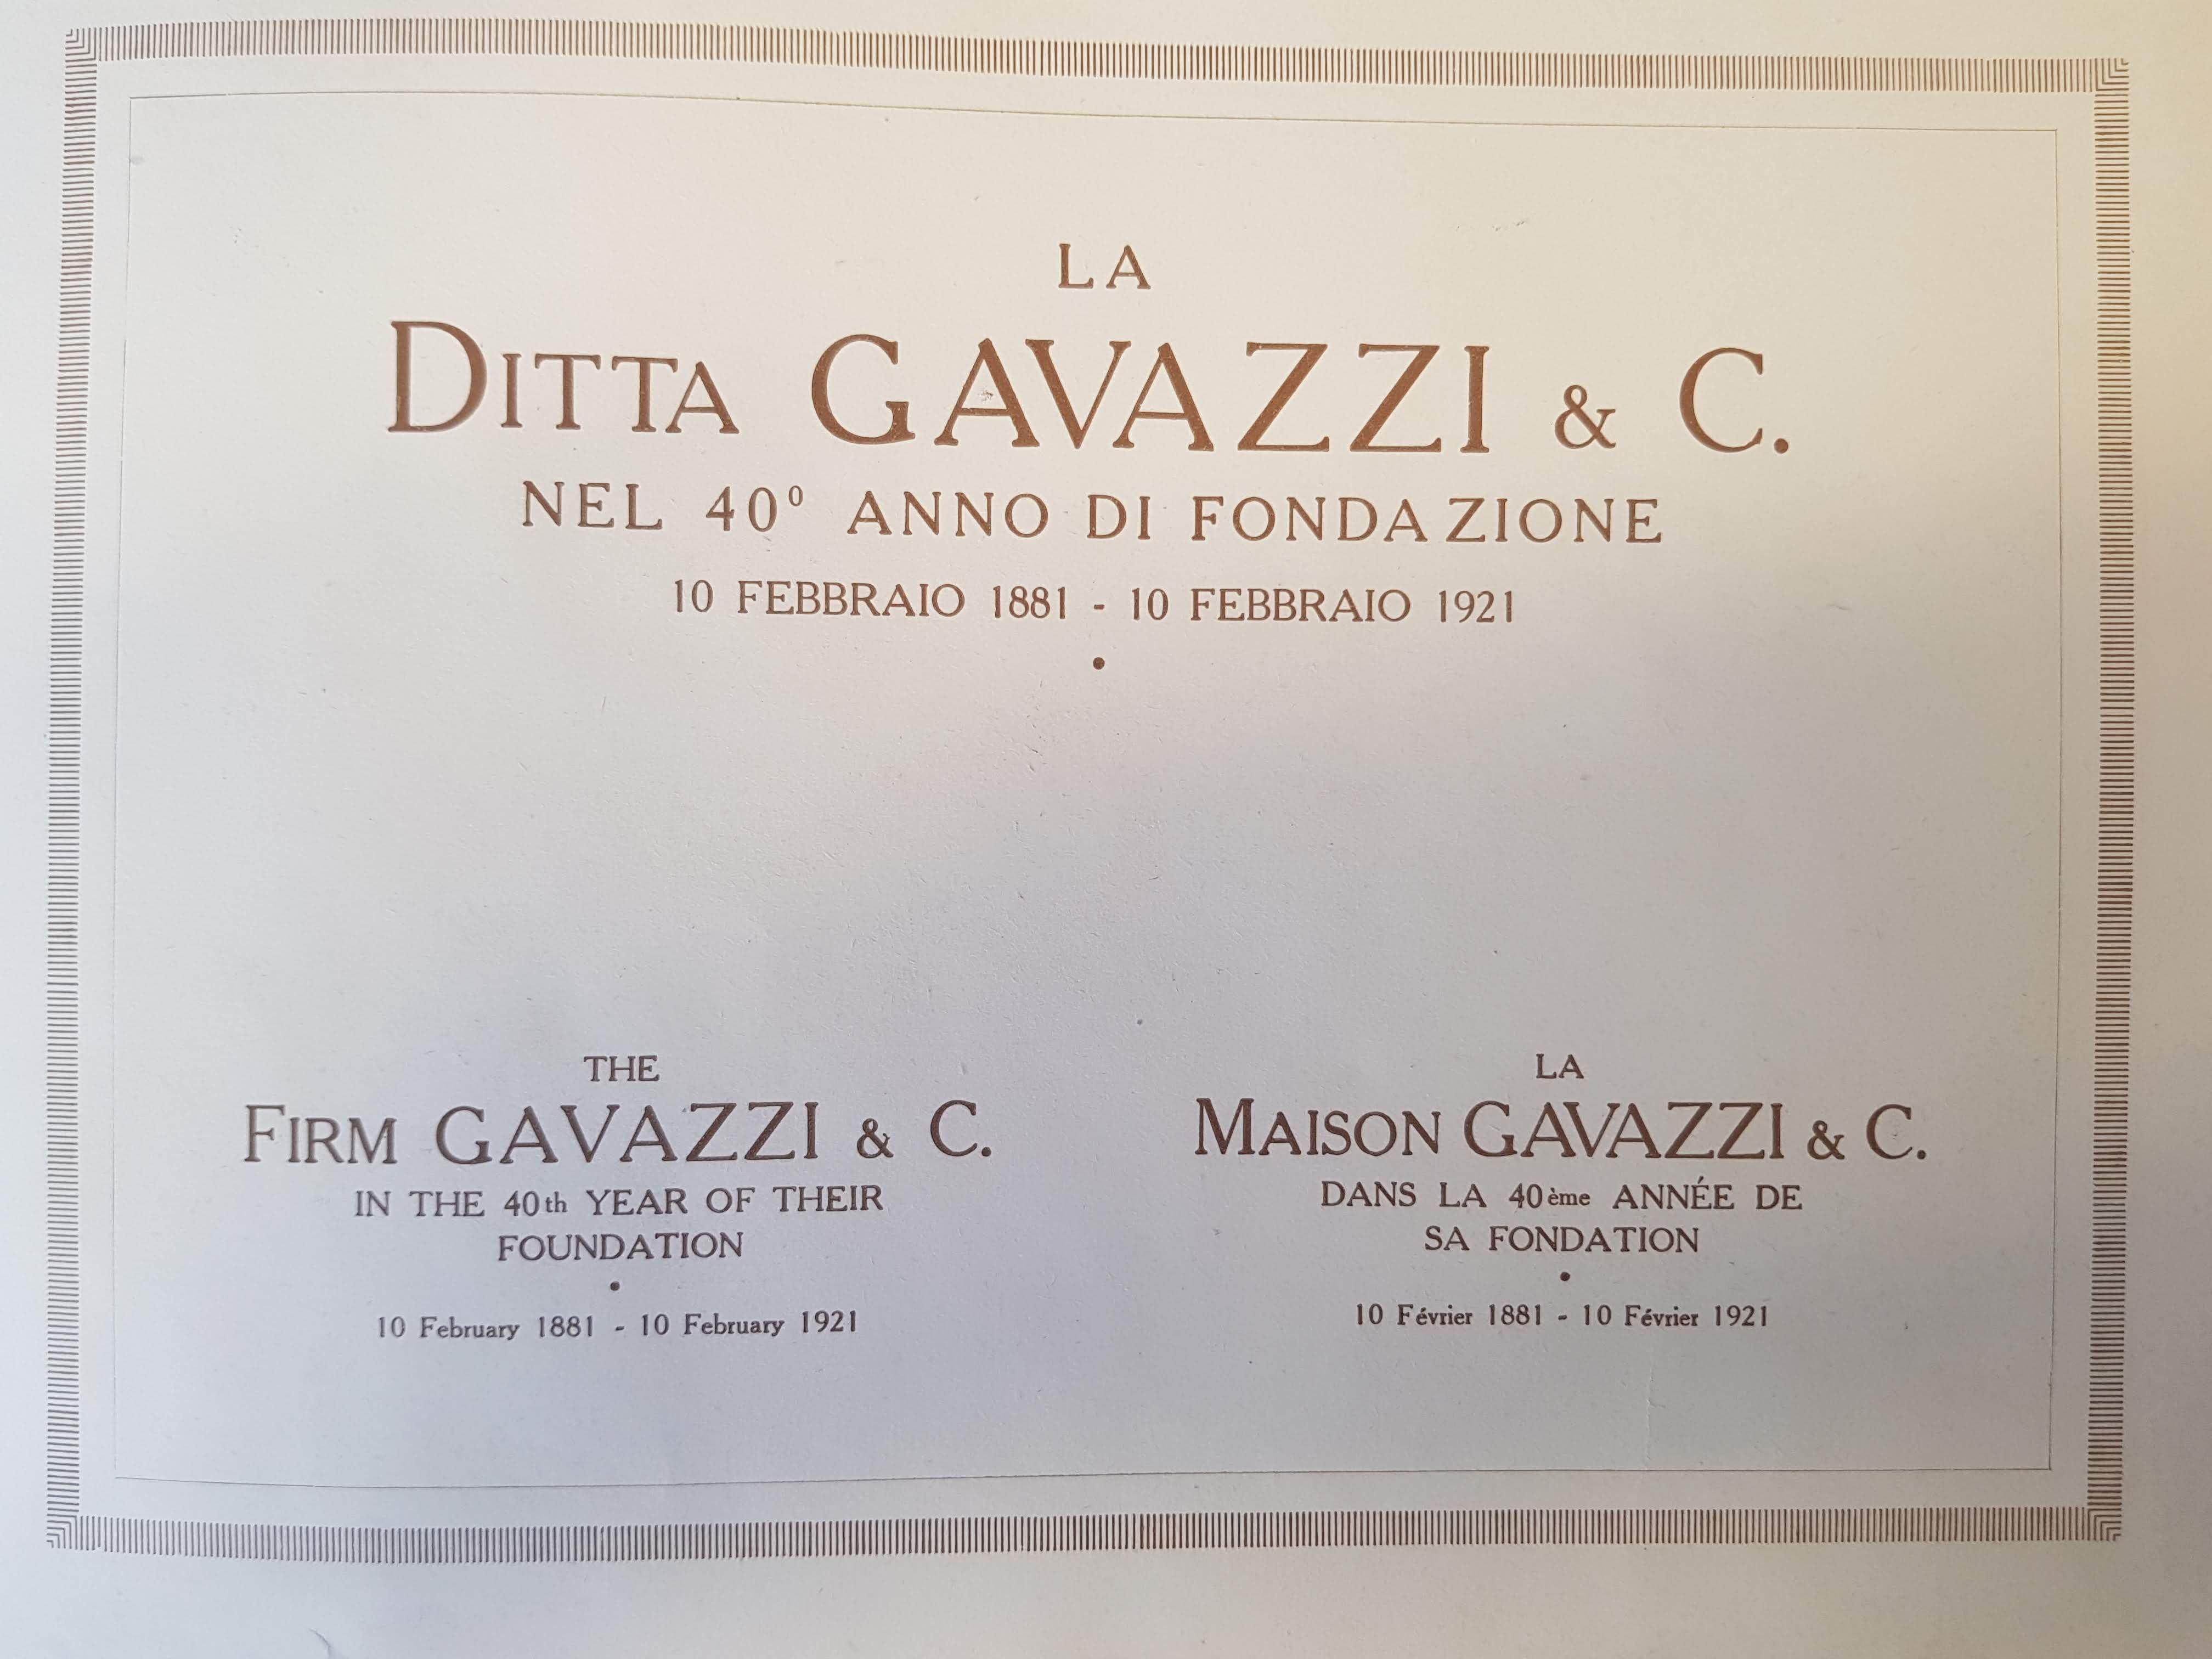 LA
DITTA GAVAZZI & C.
NEL 40º ANNO DI FONDAZIONE
10 FEBBRAIO 1881 - 10 FEBBRAIO 1921
•
THE
FIRM GAVAZZI & C.
IN THE 40th YEAR OF THEIR
FOUNDATION
•
10 February 1881 - 10 February 1921
LA
MAISON GAVAZZI & C.
DANS LA 40ème ANNÉE DE
SA FONDATION
•
10 Février 1881 - 10 Février 1921